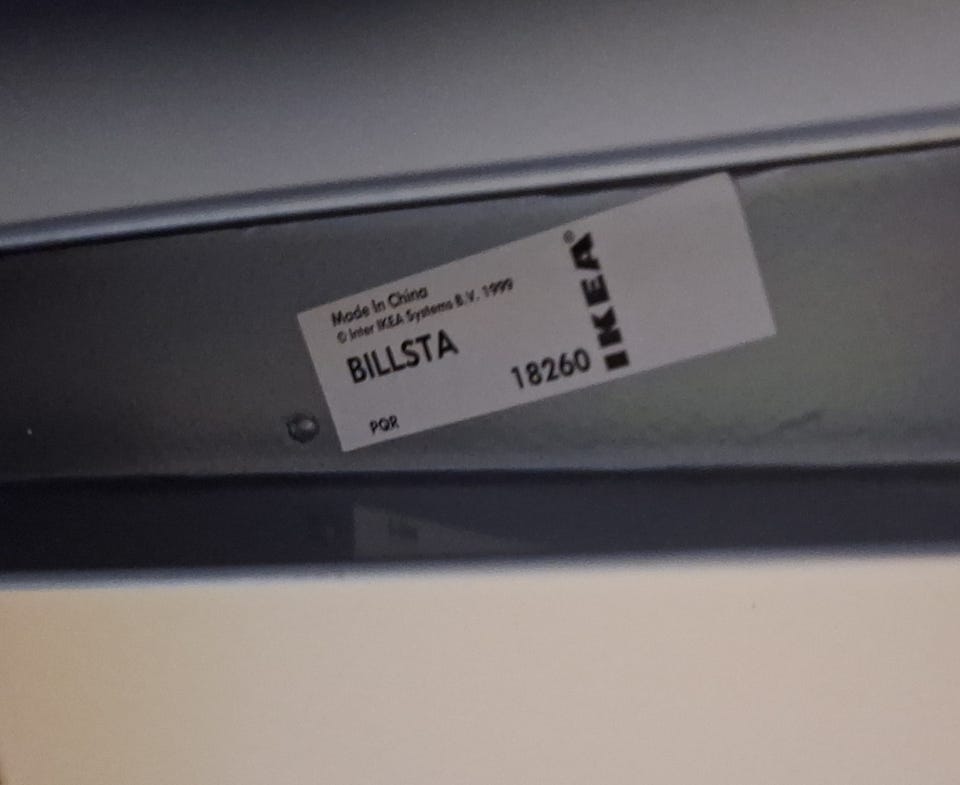 Made in China
© Inter IKEA Systems B.V. 1999
BILLSTA
18260
PQR
IKEA®